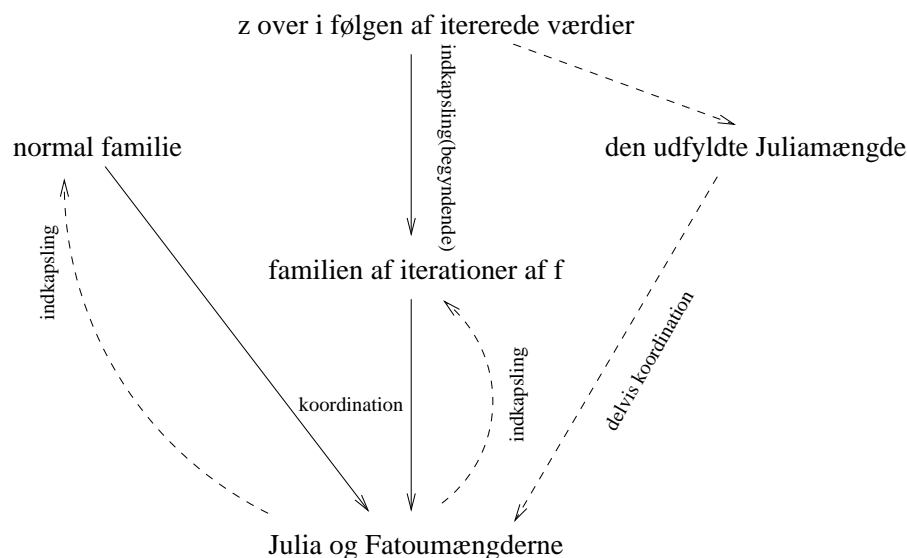 z over i følgen af itererede værdier
indkapsling(begyndende)
normal familie
den udfyldte Juliamængde
indkapsling
familien af iterationer af f
indkapsling
delvis koordination
koordination
Julia og Fatoumængderne